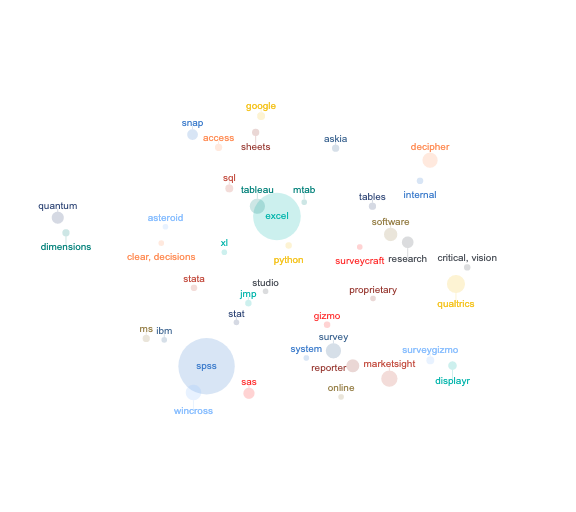 google
snap
access
sheets
askia
decipher
sql
tableau
mtab
internal
tables
quantum
asteroid
excel
software
dimensions
xl
clear, decisions
python
surveycraft
research
critical, vision
stata
studio
proprietary
qualtrics
jmp
stat
gizmo
ms
ibm
survey
system
surveygizmo
spss
reporter
marketsight
displayr
sas
online
wincross